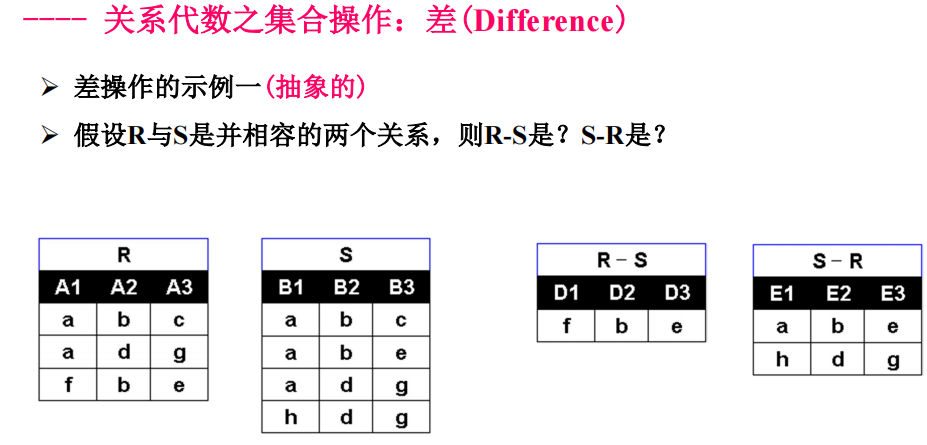 ---- 关系代数之集合操作：差(Difference)
➢ 差操作的示例一(抽象的)
➢ 假设R与S是并相容的两个关系，则R-S是？S-R是？
R
A1 A2 A3
a b c
a d g
f b e
S
B1 B2 B3
a b c
a b e
a d g
h d g
R - S
D1 D2 D3
f b e
S - R
E1 E2 E3
a b e
h d g